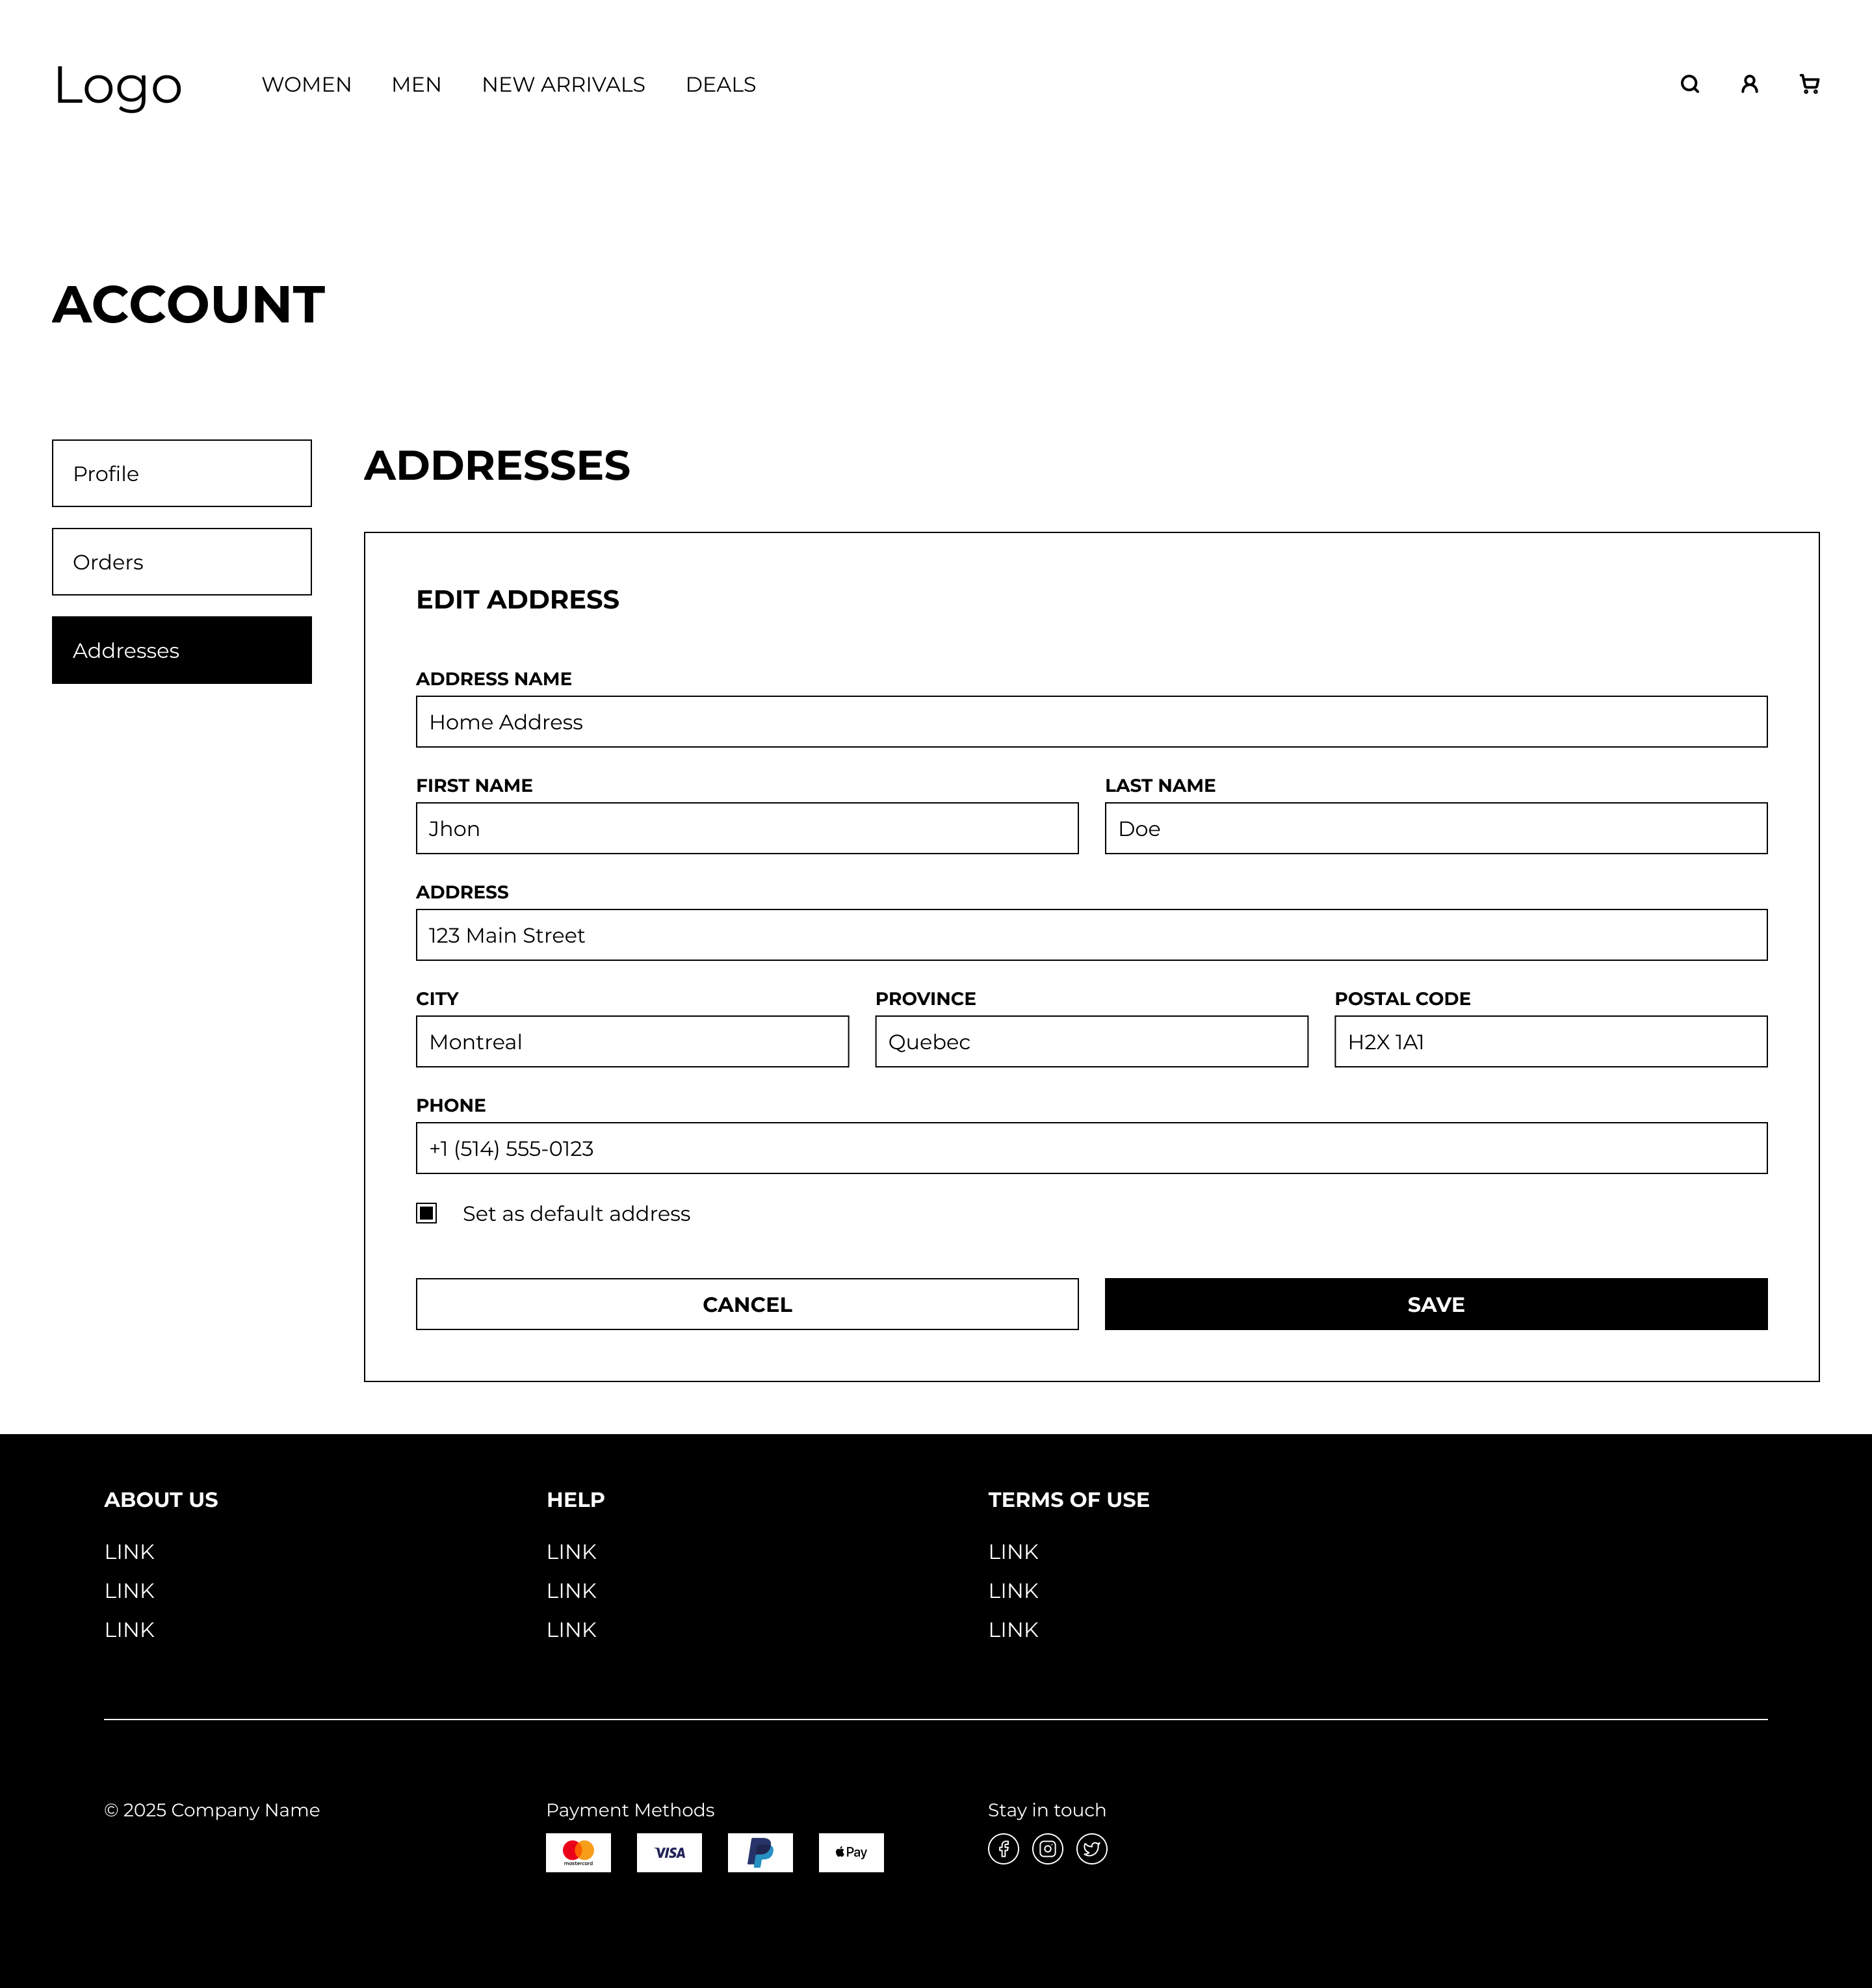 Logo
WOMEN MEN NEW ARRIVALS DEALS
ACCOUNT
Profile
Orders
Addresses
ADDRESSES
EDIT ADDRESS
ADDRESS NAME
Home Address
FIRST NAME LAST NAME
Jhon Doe
ADDRESS
123 Main Street
CITY PROVINCE POSTAL CODE
Montreal Quebec H2X 1A1
PHONE
+1 (514) 555-0123
Set as default address
CANCEL SAVE
ABOUT US HELP TERMS OF USE
LINK LINK LINK
LINK LINK LINK
LINK LINK LINK
© 2025 Company Name Payment Methods Stay in touch
mastercard VISA Pay